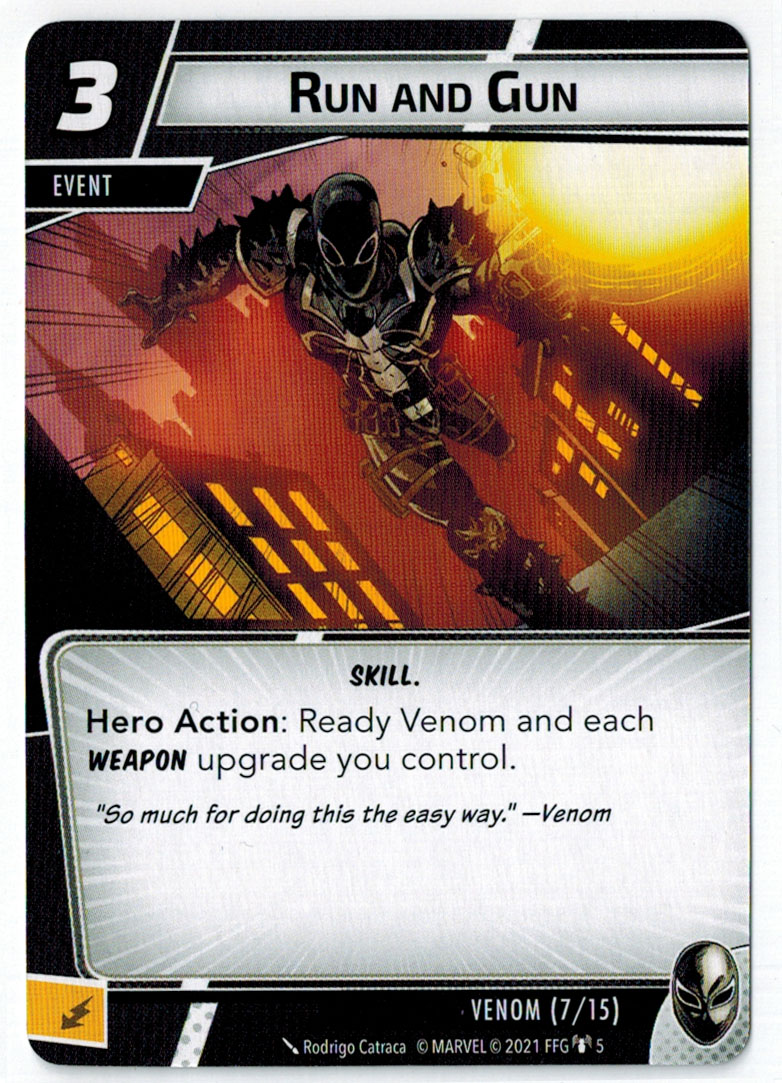 3
RUN AND GUN
EVENT
SKILL.
Hero Action: Ready Venom and each
WEAPON upgrade you control.
"So much for doing this the easy way." —Venom
VENOM (7/15)
Rodrigo Catraca © MARVEL © 2021 FFG 5